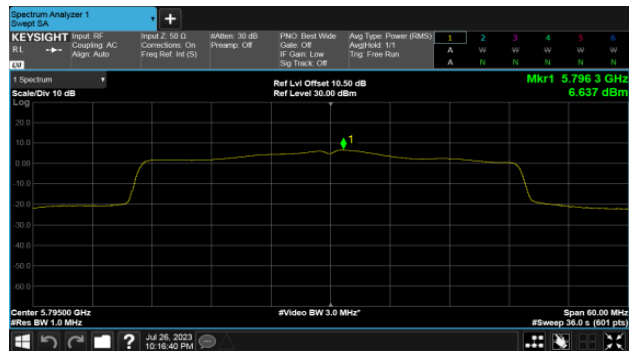 Spectrum Analyzer 1
Swept SA
+
KEYSIGHT
RL
Input: RF
Coupling: AC
Align: Auto
Input Z: 50 Ω
Corrections: On
Freq Ref: Int (S)
#Atten: 30 dB
Preamp: Off
PNO: Best Wide
Gate: Off
IF Gain: Low
Sig Track: Off
Avg Type: Power (RMS)
Avg|Hold: 1/1
Trig: Free Run
1 2 3 4 5 6
A W W W W W
A N N N N N
1 Spectrum
Scale/Div 10 dB
Log
Ref Lvl Offset 10.50 dB
Ref Level 30.00 dBm
Mkr1 5.796 3 GHz
6.637 dBm
20.0
10.0
0.00
-10.0
-20.0
-30.0
-40.0
-50.0
-60.0
1
Center 5.79500 GHz
#Res BW 1.0 MHz
#Video BW 3.0 MHz*
Span 60.00 MHz
#Sweep 36.0 s (601 pts)
?
Jul 26, 2023
10:16:40 PM